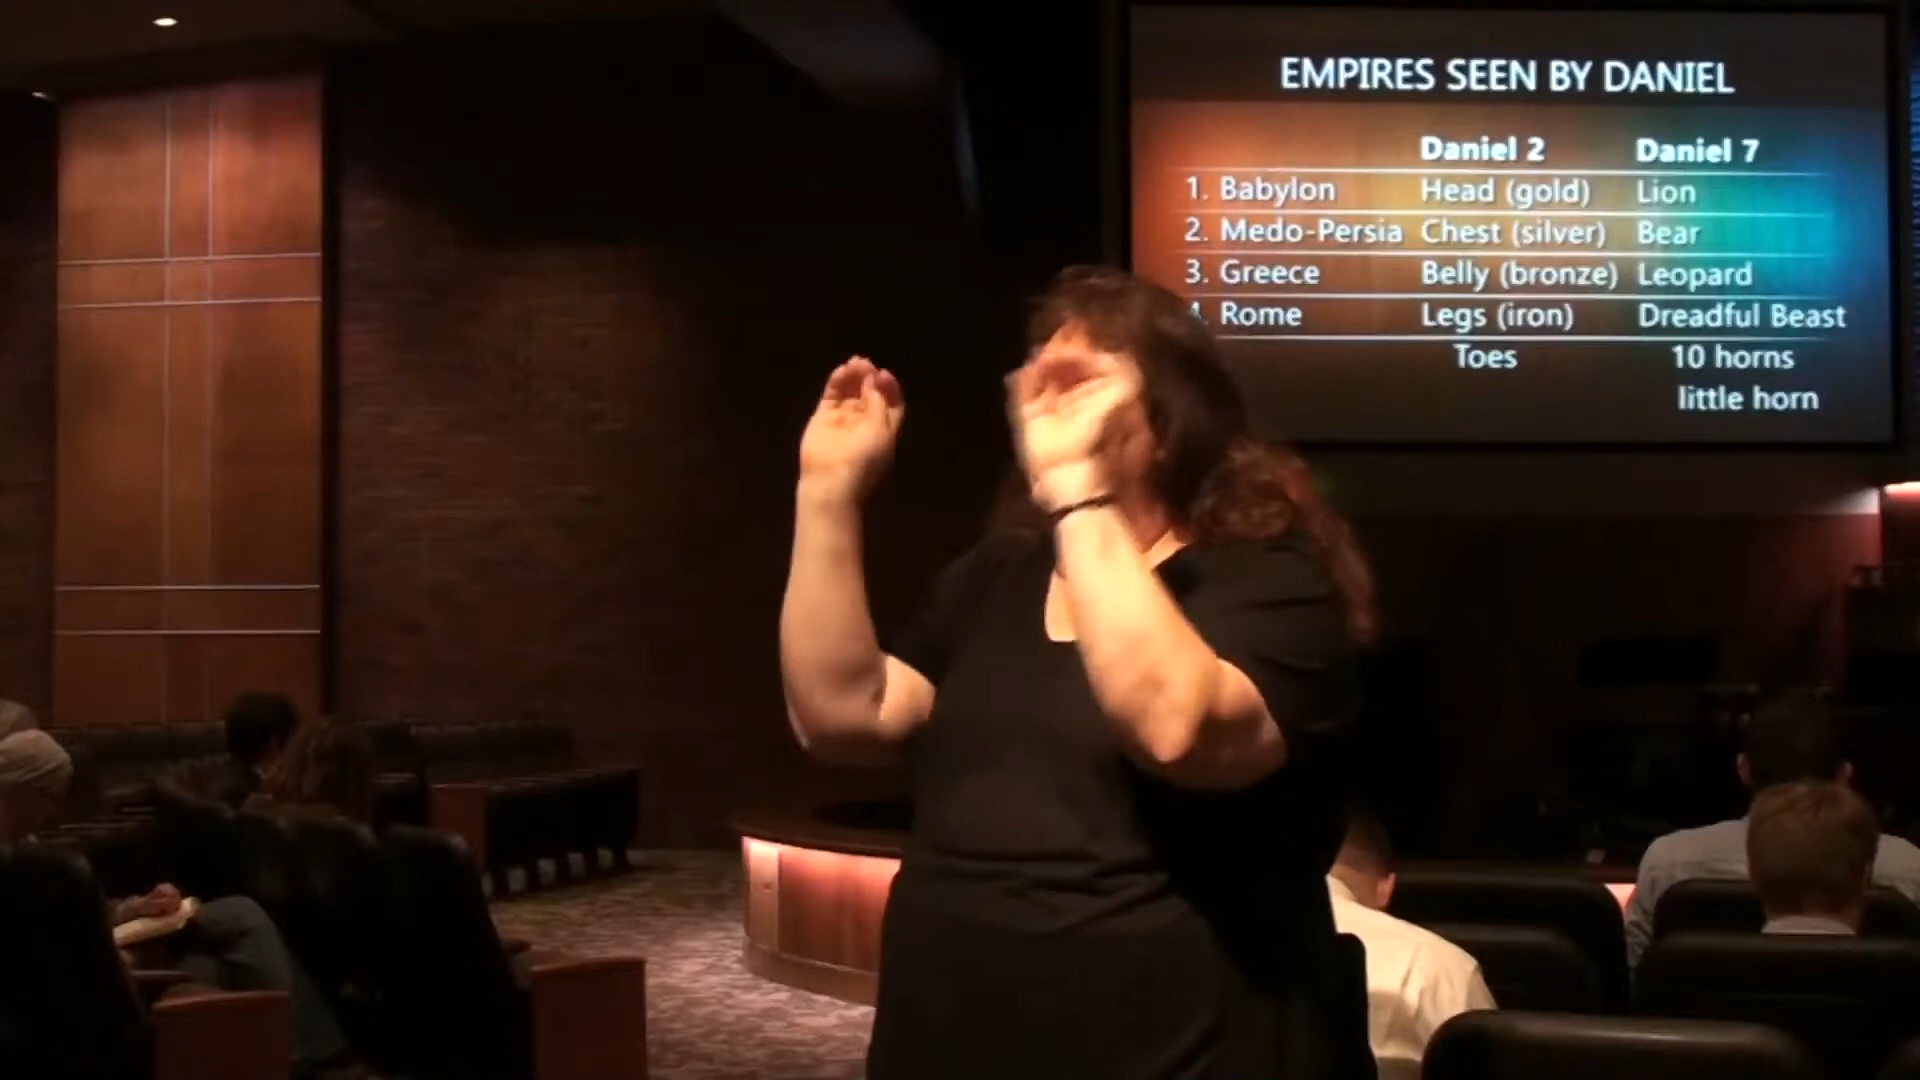 EMPIRES SEEN BY DANIEL
Daniel 2 Daniel 7
1. Babylon Head (gold) Lion
2. Medo-Persia Chest (silver) Bear
3. Greece Belly (bronze) Leopard
4. Rome Legs (iron) Dreadful Beast
Toes 10 horns
little horn